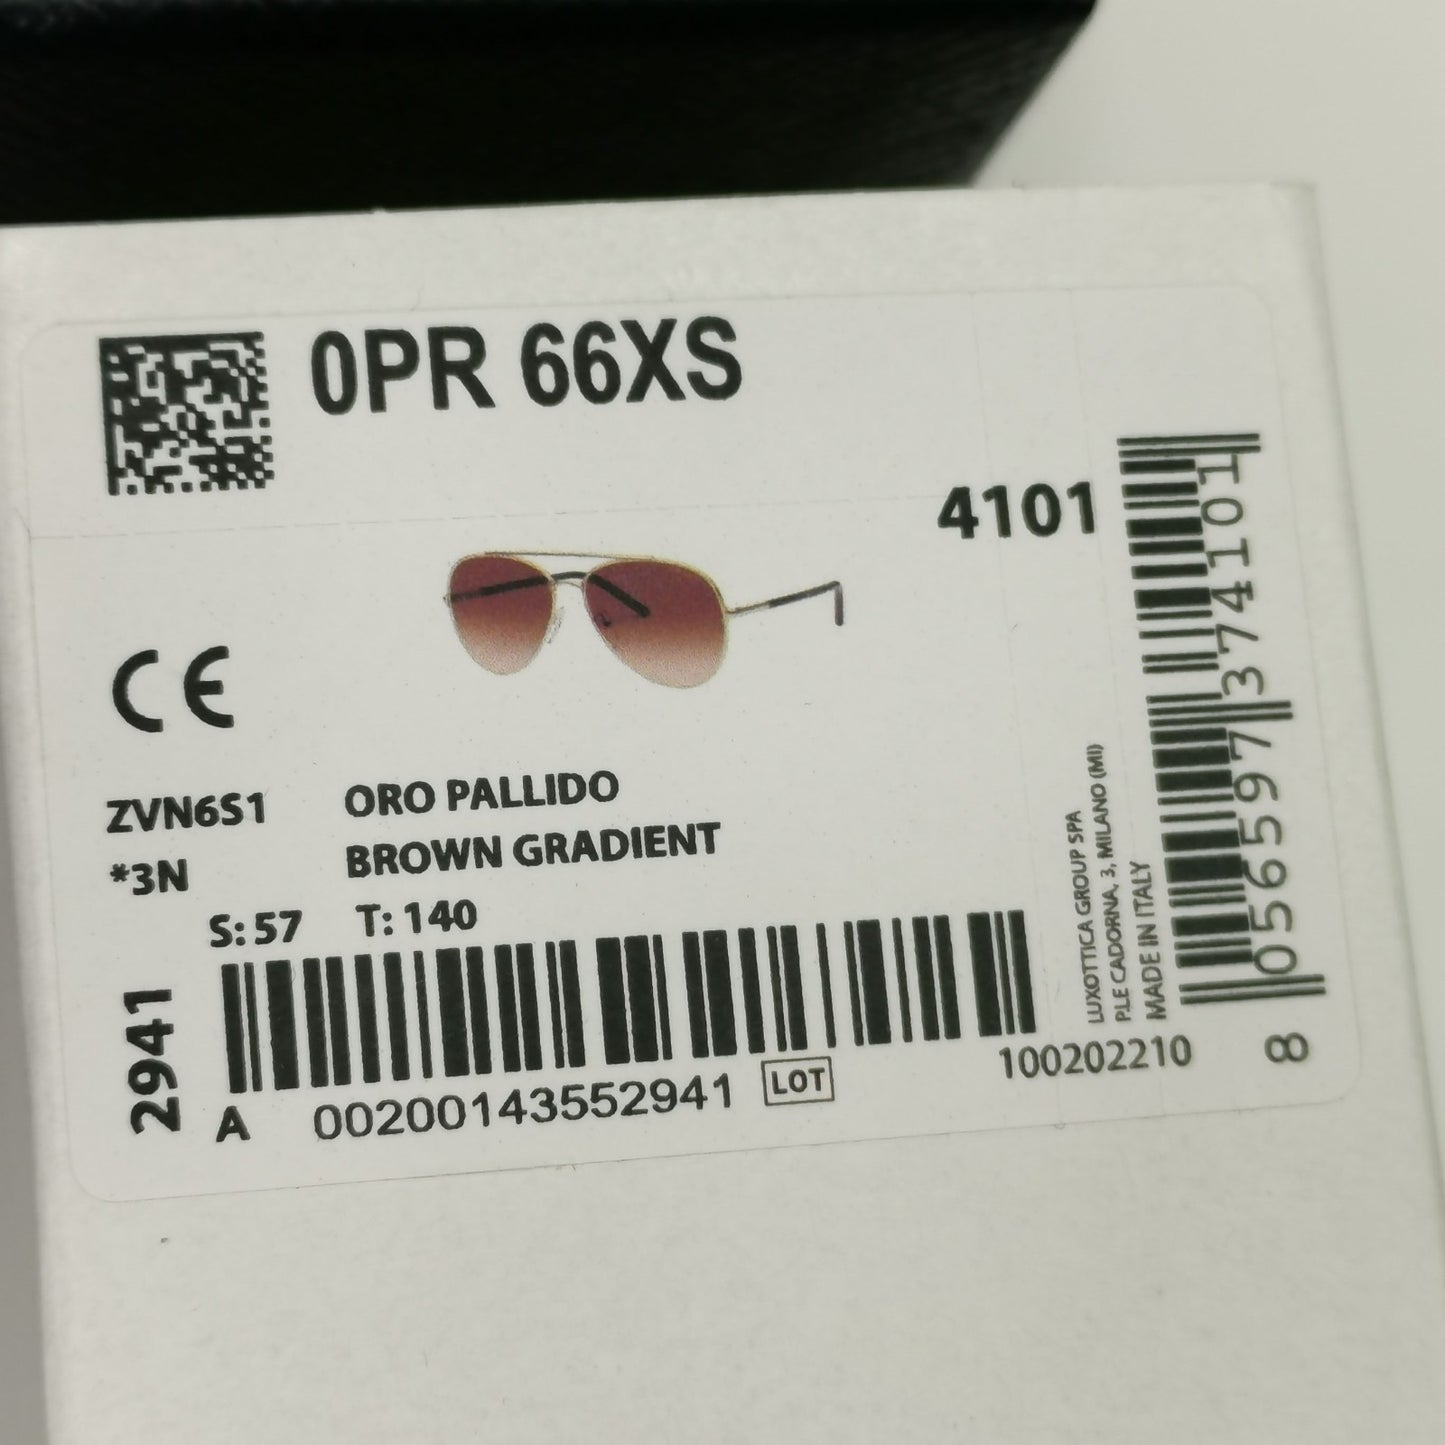 0PR 66XS
4101
CE
ZVN6S1 ORO PALLIDO
*3N BROWN GRADIENT
S: 57 T: 140
2941
A 00200143552941 LOT
100202210
LUXOTTICA GROUP SPA
P.LE CADORNA, 3, MILANO (MI)
MADE IN ITALY
8 056597 374101